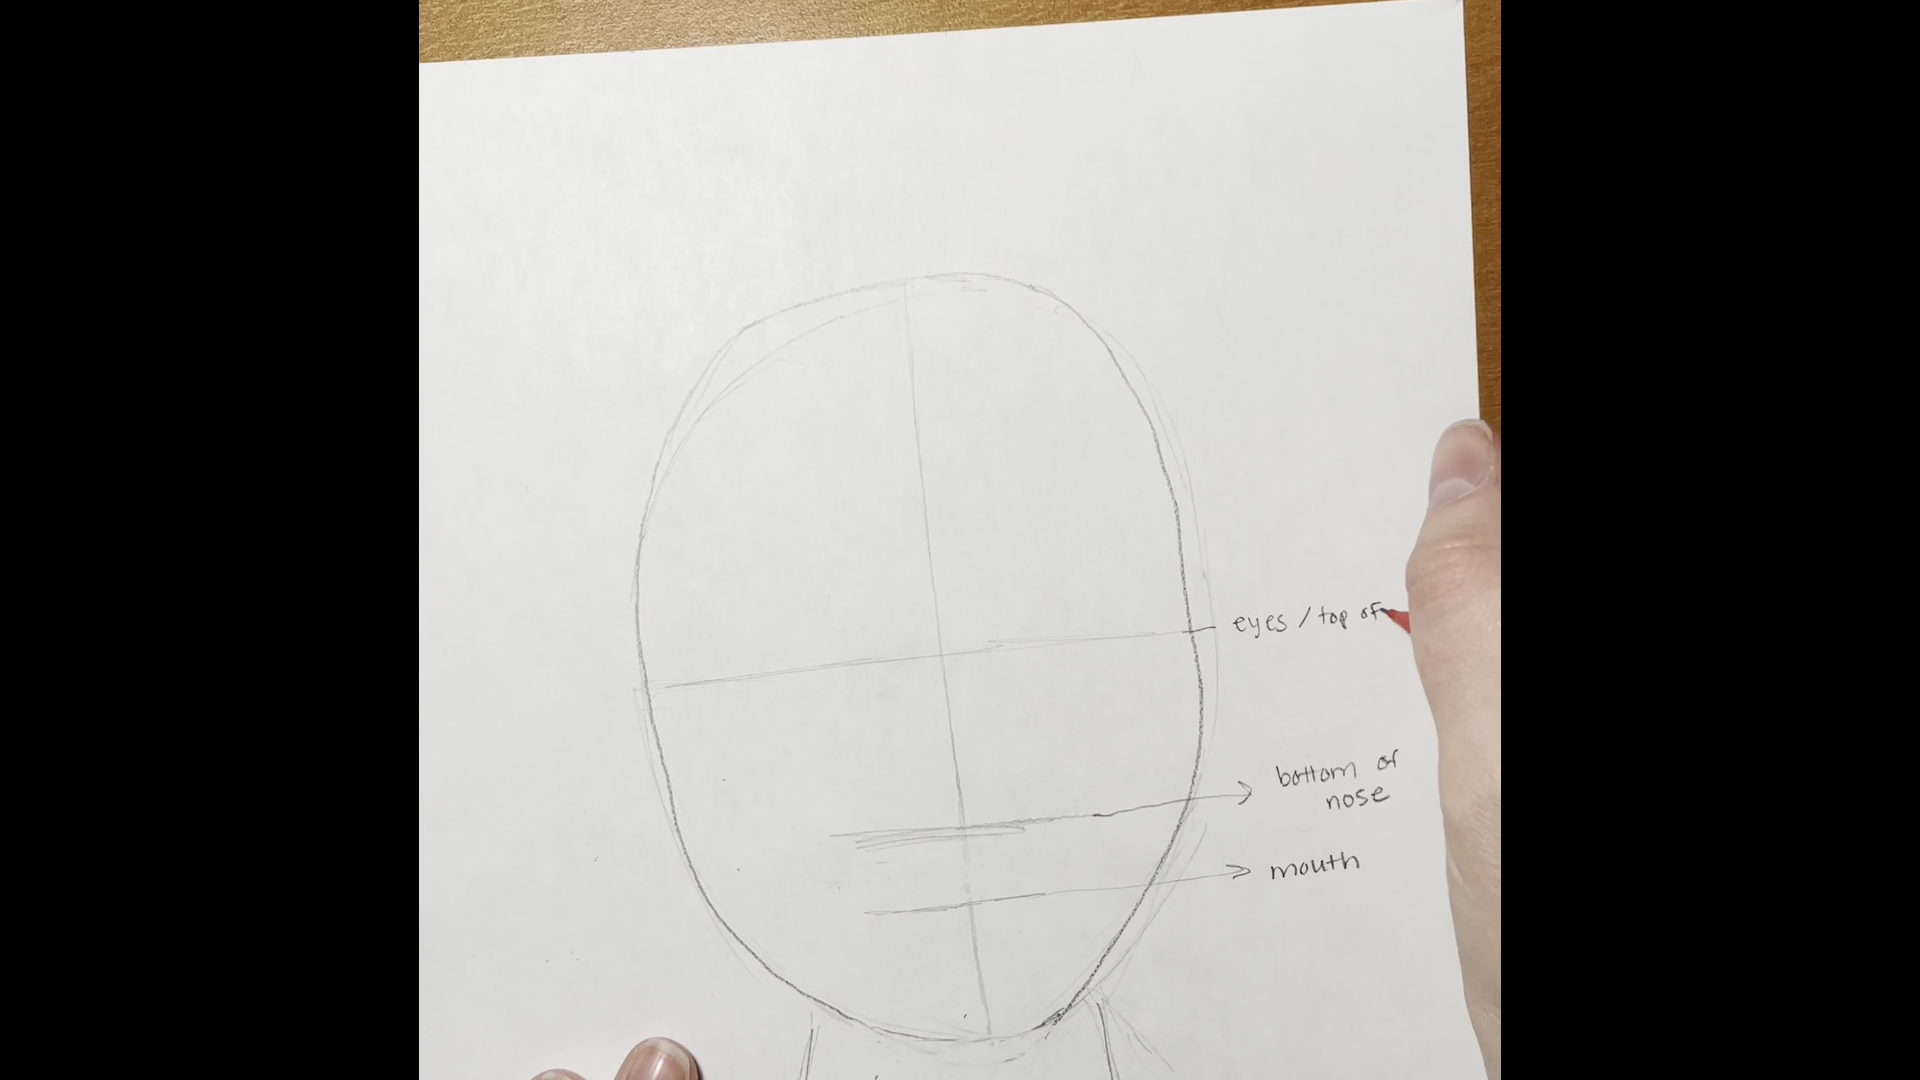 eyes / top of
bottom of
nose
mouth